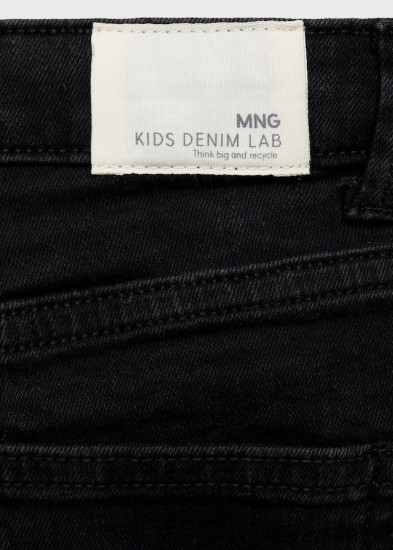 MNG
KIDS DENIM LAB
Think big and recycle